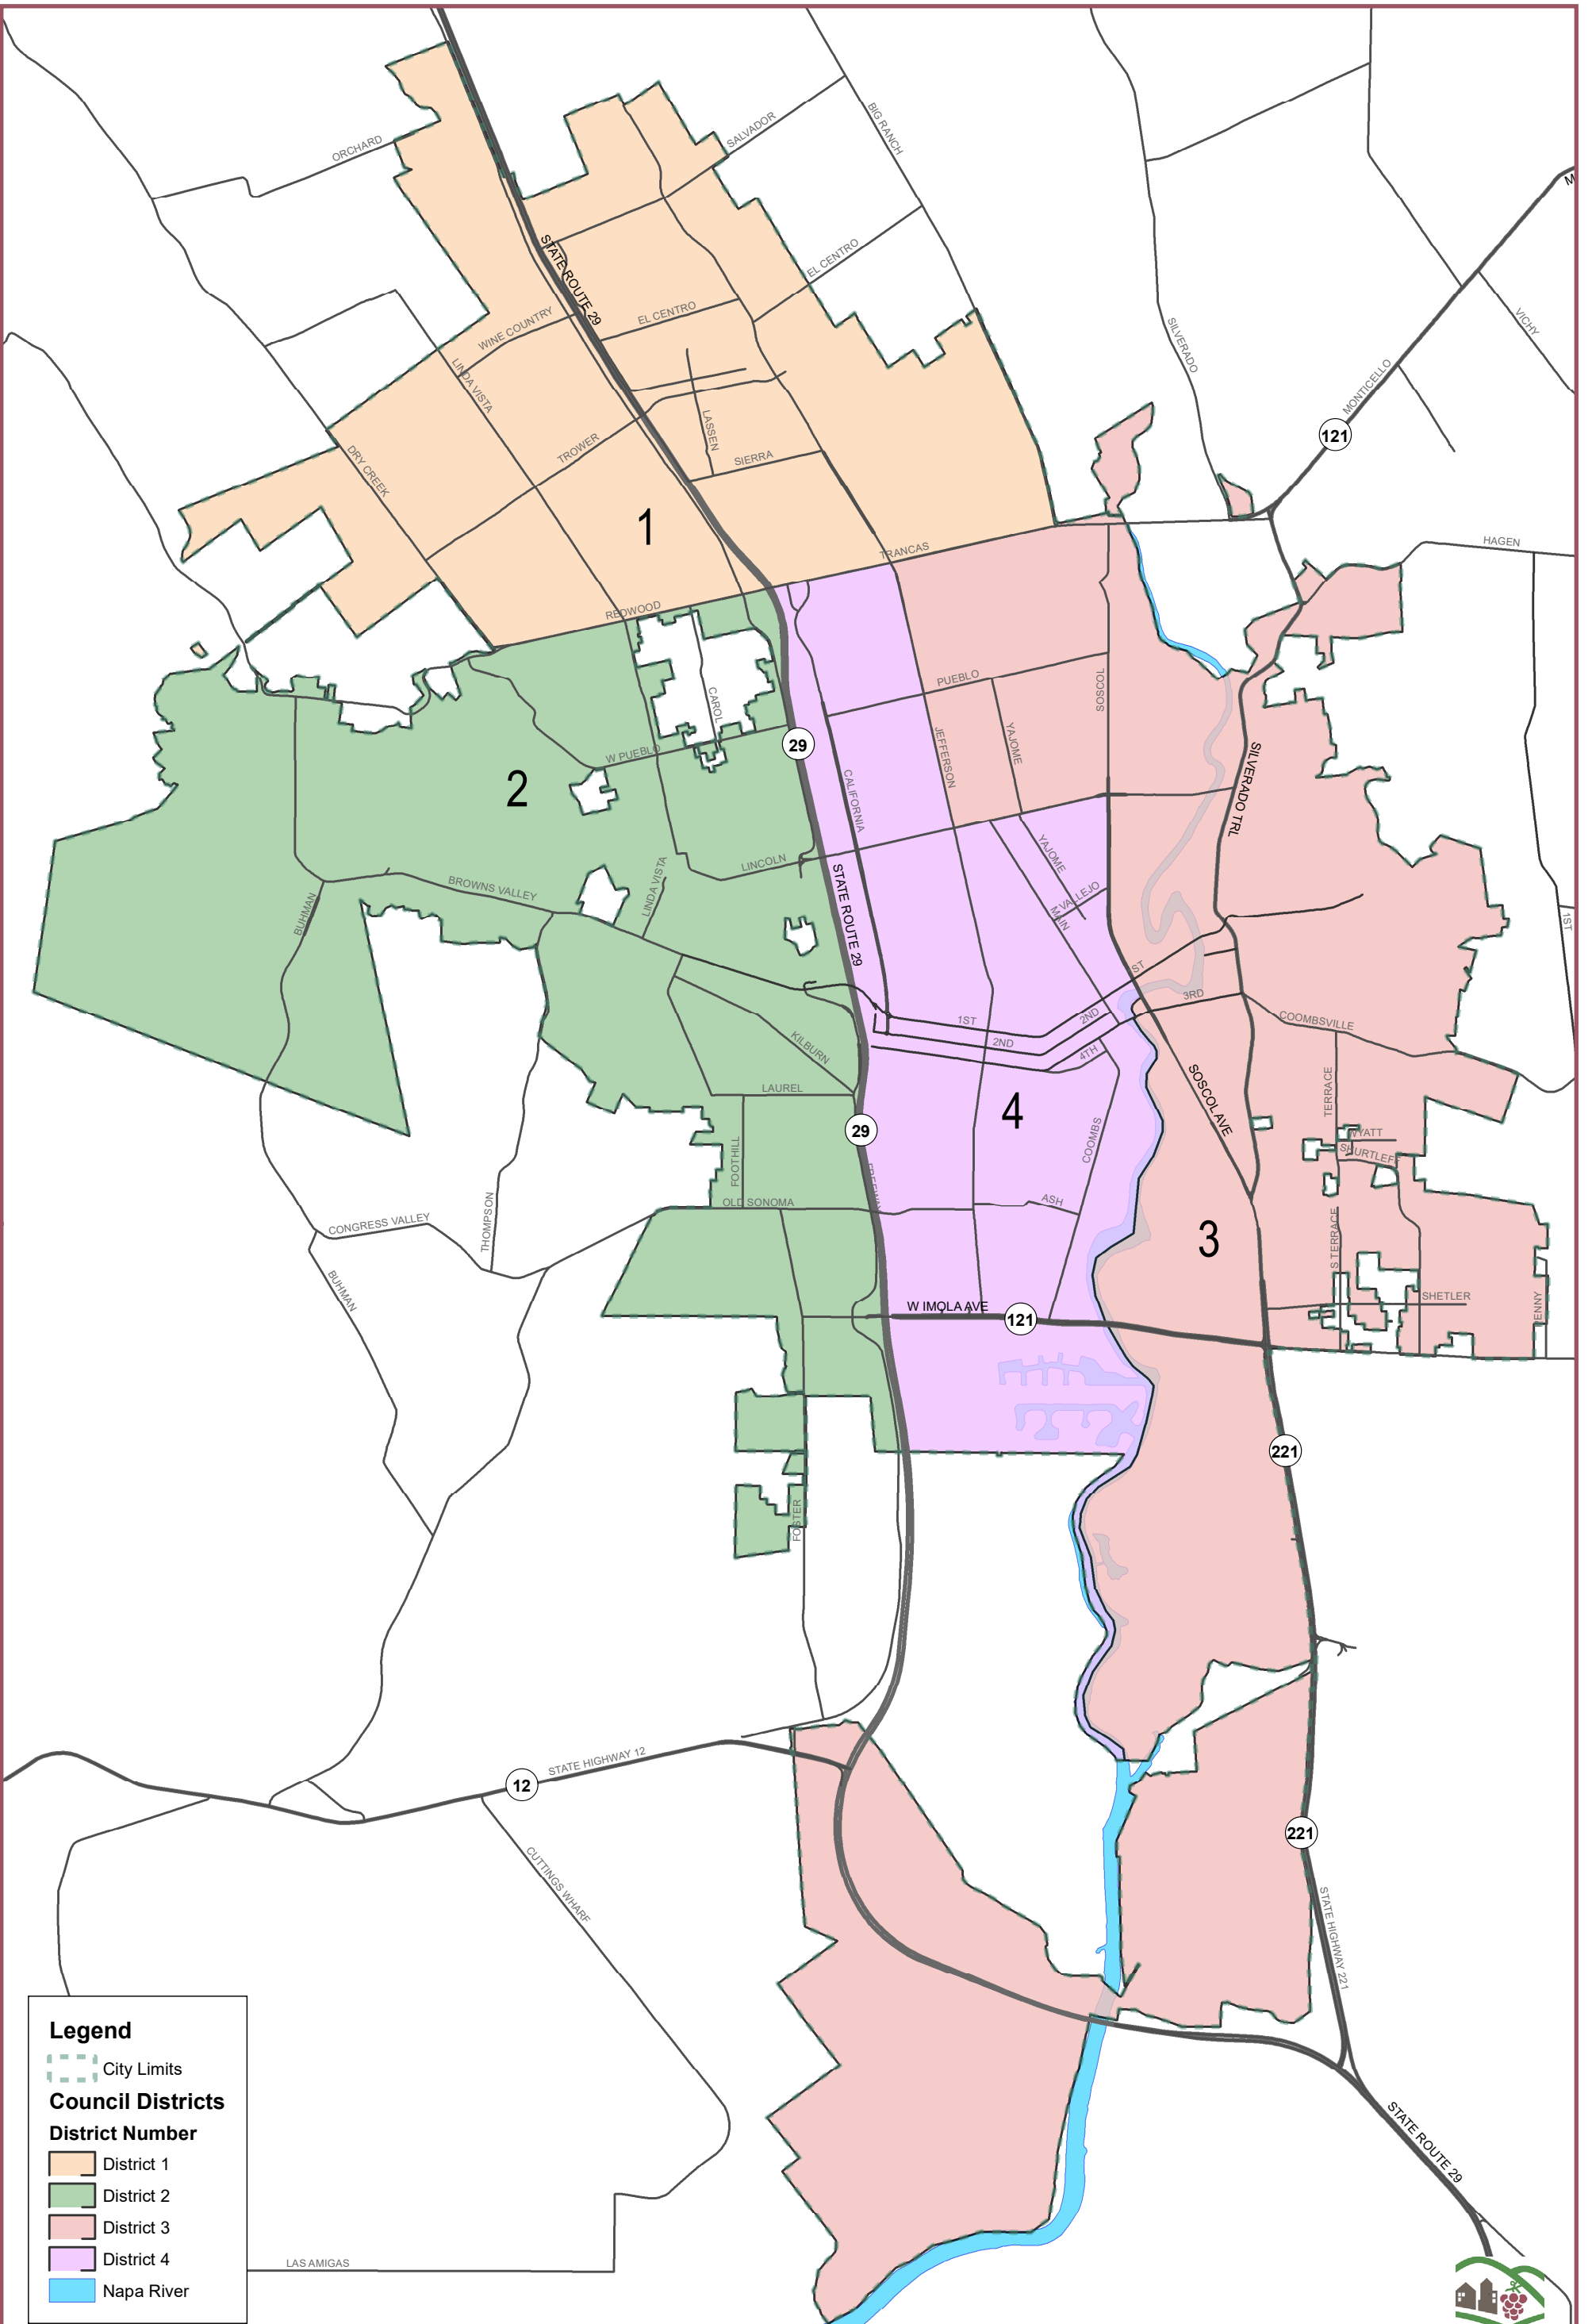 ORCHARD
SALVADOR
BIG RANCH
STATE ROUTE 29
EL CENTRO
EL CENTRO
WINE COUNTRY
LINDA VISTA
SILVERADO
VICHY
MONTICELLO
121
LASSEN
TROWER
SIERRA
DRY CREEK
1
TRANCAS
HAGEN
REDWOOD
PUEBLO
SOSCOL
CAROL
W PUEBLO
29
JEFFERSON
YAJOME
SILVERADO TRL
2
CALIFORNIA
LINCOLN
YAJOME
BROWNS VALLEY
LINDA VISTA
STATE ROUTE 29
VALLEJO
MAIN
BUHMAN
1ST
ST
3RD
1ST
2ND
2ND
4TH
COOMBSVILLE
KILBURN
LAUREL
SOSCOL AVE
TERRACE
4
29
COOMBS
WYATT
SHURTLEFF
FOOTHILL
OLD SONOMA
ASH
CONGRESS VALLEY
THOMPSON
3
S TERRACE
BUHMAN
W IMOLA AVE
121
SHETLER
221
FOSTER
STATE HIGHWAY 12
12
221
CUTTINGS WHARF
STATE HIGHWAY 221
STATE ROUTE 29
LAS AMIGAS
Legend
City Limits
Council Districts
District Number
District 1
District 2
District 3
District 4
Napa River